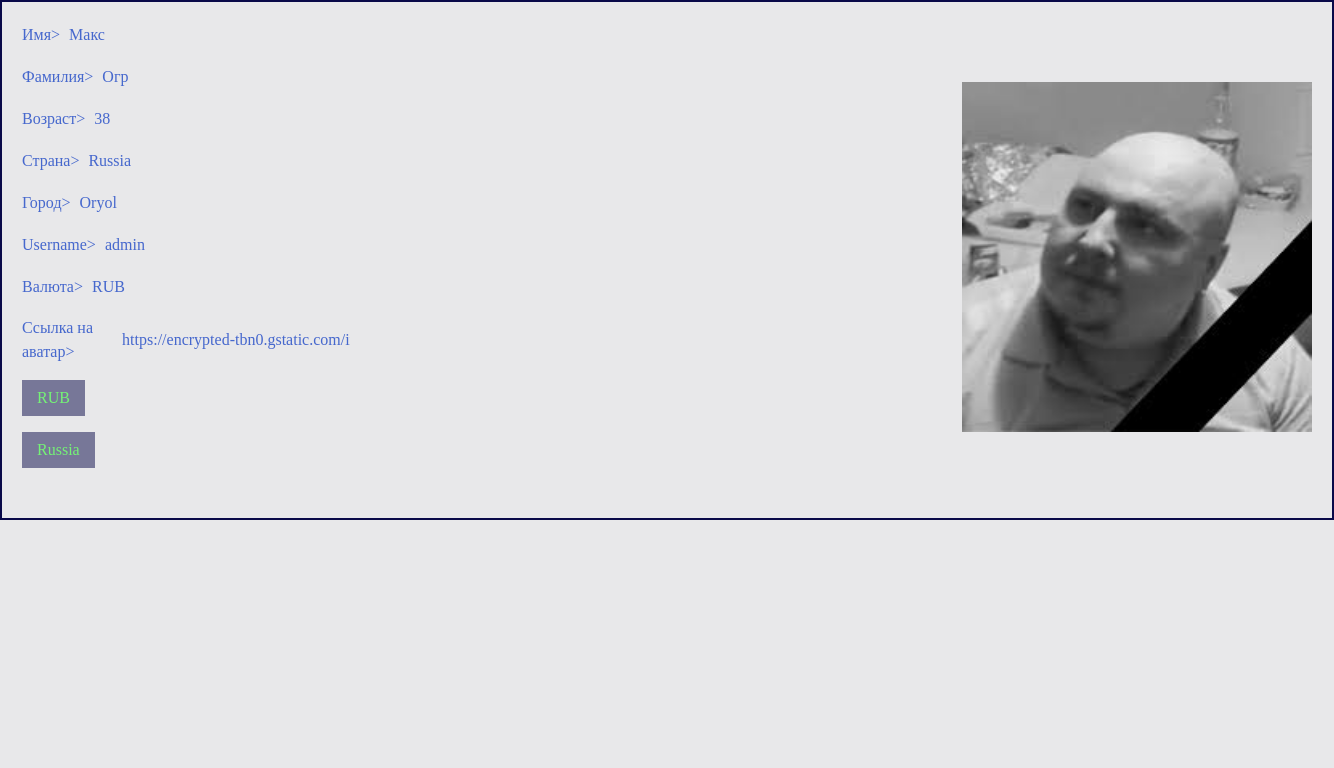 Имя> Макс
Фамилия> Огр
Возраст> 38
Страна> Russia
Город> Oryol
Username> admin
Валюта> RUB
Ссылка на
аватар> https://encrypted-tbn0.gstatic.com/i
RUB
Russia